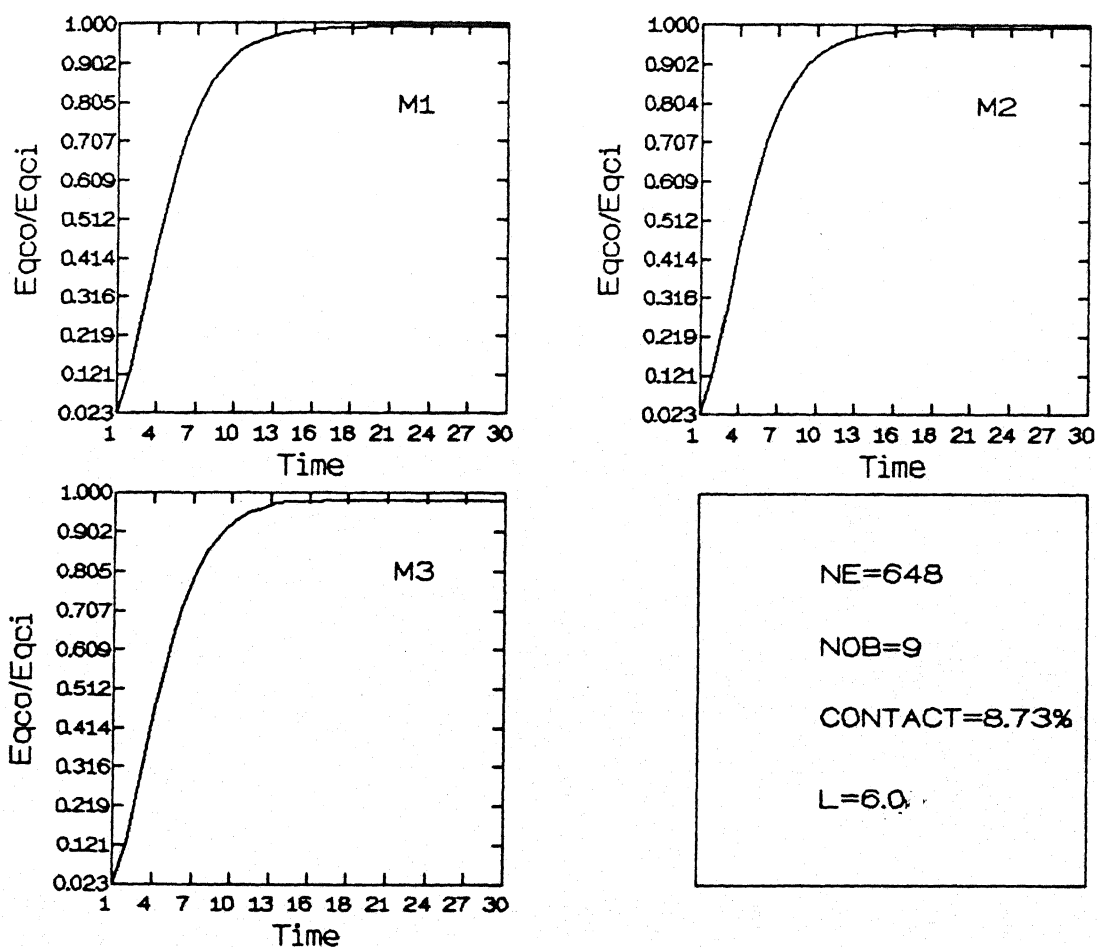 1.000
0.902
0.805
0.707
0.609
0.512
0.414
0.316
0.219
0.121
0.023
Eqco/Eqci
M1
1 4 7 10 13 16 18 21 24 27 30
Time
1.000
0.902
0.804
0.707
0.609
0.512
0.414
0.316
0.219
0.121
0.023
Eqco/Eqci
M2
1 4 7 10 13 16 18 21 24 27 30
Time
1.000
0.902
0.805
0.707
0.609
0.512
0.414
0.316
0.219
0.121
0.023
Eqco/Eqci
M3
1 4 7 10 13 16 18 21 24 27 30
Time
NE=648
NOB=9
CONTACT=8.73%
L=6.0